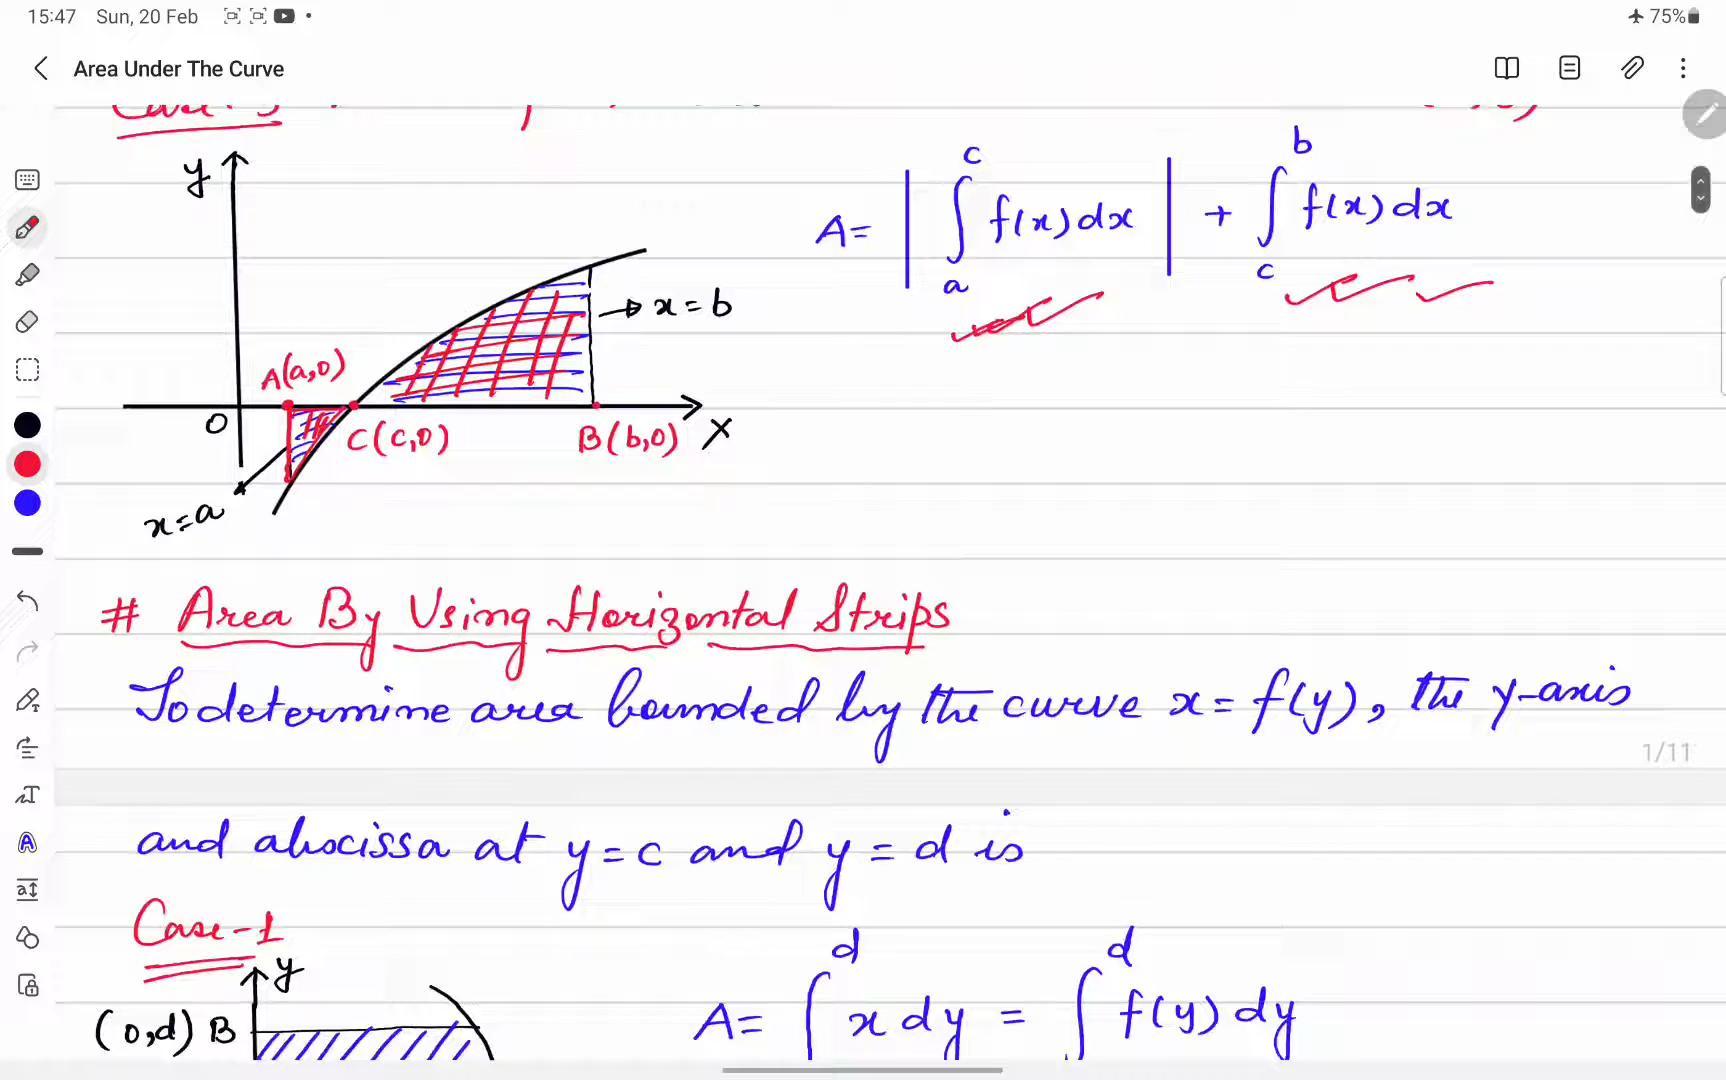 15:47 Sun, 20 Feb
75%
Area Under The Curve
y
c
b
A= | ∫ f(x)dx | + ∫ f(x)dx
a
c
→ x=b
A(a,0)
O
C(c,0)
B(b,0)
X
x=a
# Area By Using Horizontal Strips
To determine area bounded by the curve x=f(y), the y-axis
1/11
and abscissa at y=c and y=d is
Case-1
y
d
d
(0,d) B
A= ∫ x dy = ∫ f(y) dy